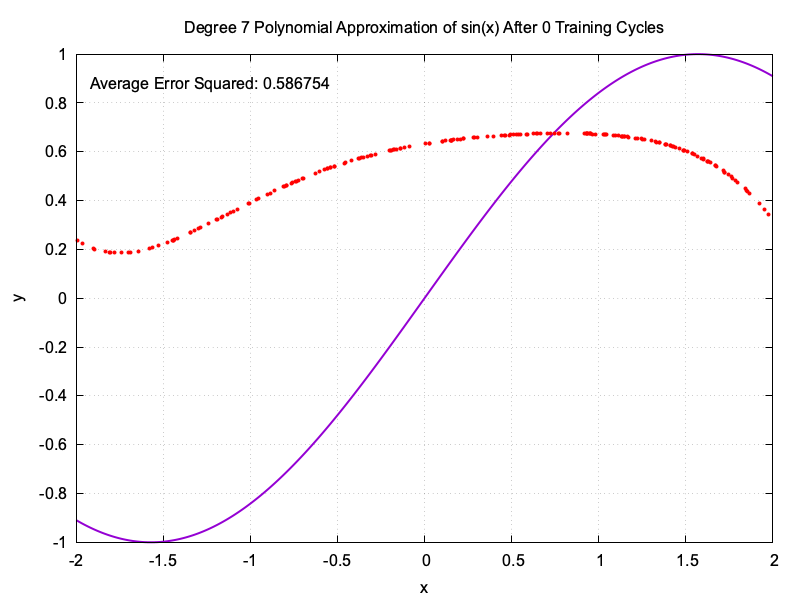 Degree 7 Polynomial Approximation of sin(x) After 0 Training Cycles
Average Error Squared: 0.586754
1
0.8
0.6
0.4
0.2
0
-0.2
-0.4
-0.6
-0.8
-1
y
-2 -1.5 -1 -0.5 0 0.5 1 1.5 2
x